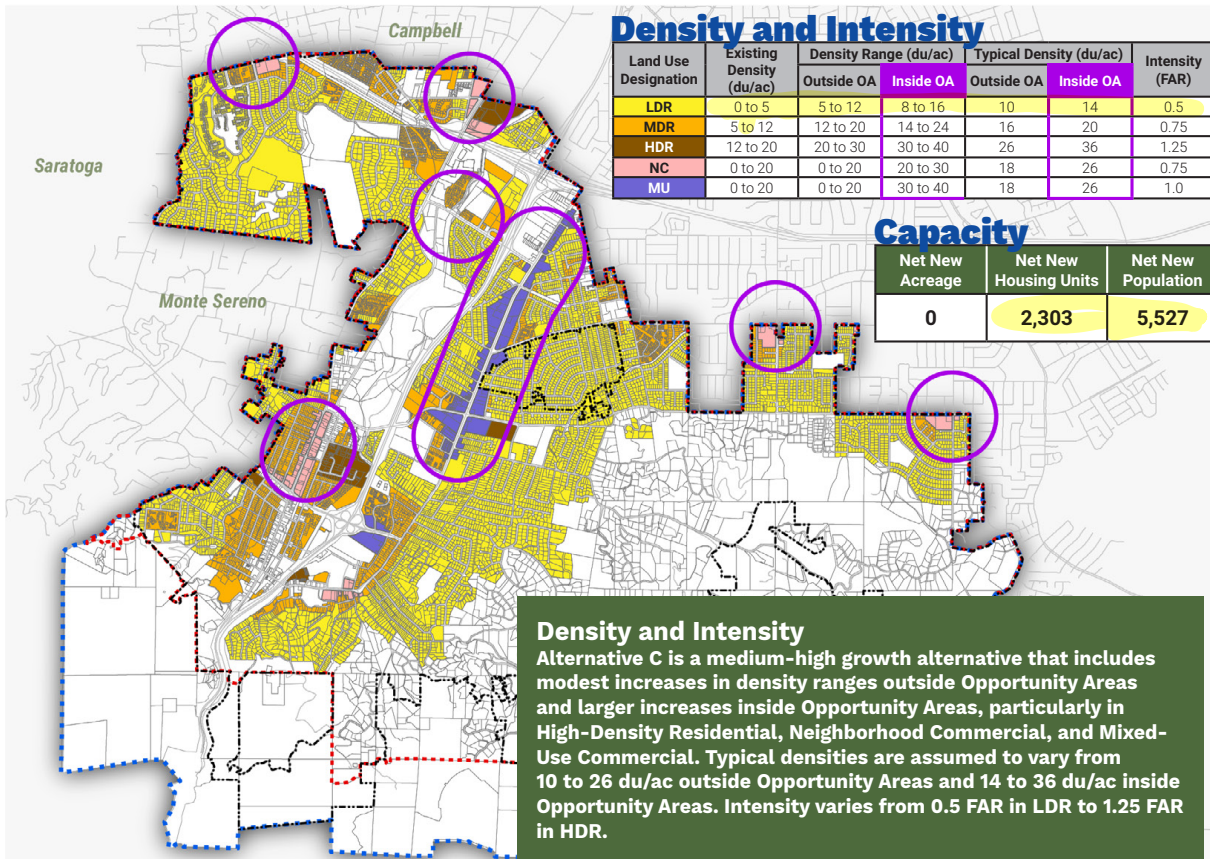 Campbell
Saratoga
Monte Sereno
Density and Intensity
Land Use Designation | Existing Density (du/ac) | Density Range (du/ac) | Typical Density (du/ac) | Intensity (FAR)
Outside OA | Inside OA | Outside OA | Inside OA
LDR | 0 to 5 | 5 to 12 | 8 to 16 | 10 | 14 | 0.5
MDR | 5 to 12 | 12 to 20 | 14 to 24 | 16 | 20 | 0.75
HDR | 12 to 20 | 20 to 30 | 30 to 40 | 26 | 36 | 1.25
NC | 0 to 20 | 0 to 20 | 20 to 30 | 18 | 26 | 0.75
MU | 0 to 20 | 0 to 20 | 30 to 40 | 18 | 26 | 1.0
Capacity
Net New Acreage | Net New Housing Units | Net New Population
0 | 2,303 | 5,527
Density and Intensity
Alternative C is a medium-high growth alternative that includes
modest increases in density ranges outside Opportunity Areas
and larger increases inside Opportunity Areas, particularly in
High-Density Residential, Neighborhood Commercial, and Mixed-
Use Commercial. Typical densities are assumed to vary from
10 to 26 du/ac outside Opportunity Areas and 14 to 36 du/ac inside
Opportunity Areas. Intensity varies from 0.5 FAR in LDR to 1.25 FAR
in HDR.